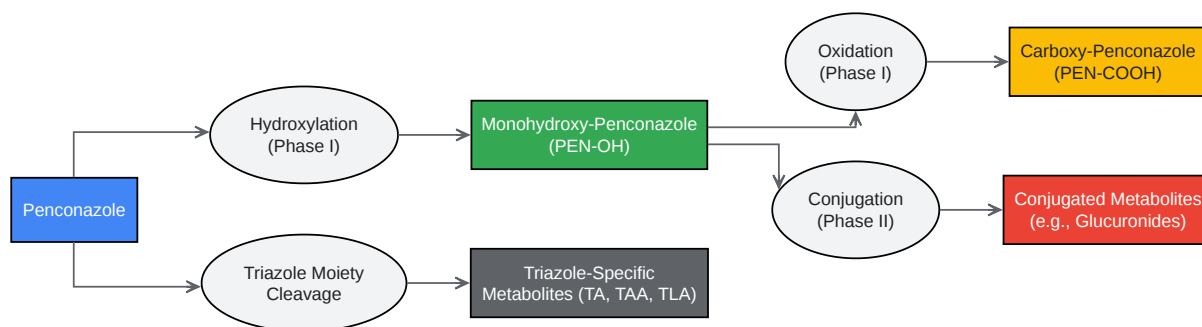 Penconazole
Hydroxylation
(Phase I)
Monohydroxy-Penconazole
(PEN-OH)
Oxidation
(Phase I)
Carboxy-Penconazole
(PEN-COOH)
Conjugation
(Phase II)
Conjugated Metabolites
(e.g., Glucuronides)
Triazole Moiety
Cleavage
Triazole-Specific
Metabolites (TA, TAA, TLA)